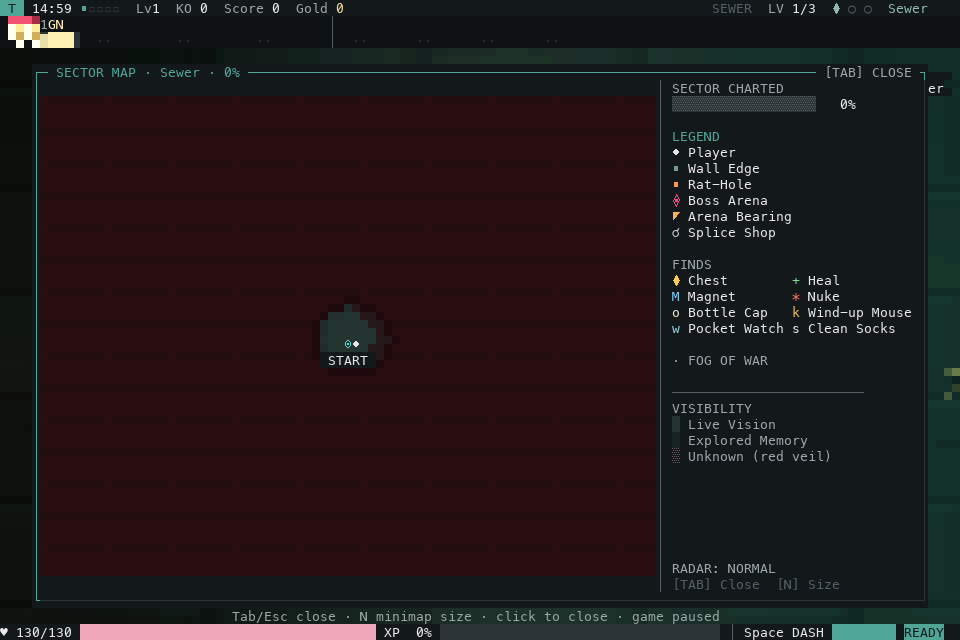 T 14:59 Lv1 KO 0 Score 0 Gold 0 SEWER LV 1/3 Sewer
1GN
SECTOR MAP · Sewer · 0% [TAB] CLOSE
er
SECTOR CHARTED
0%
LEGEND
Player
Wall Edge
Rat-Hole
Boss Arena
Arena Bearing
Splice Shop
FINDS
Chest + Heal
M Magnet * Nuke
o Bottle Cap k Wind-up Mouse
w Pocket Watch s Clean Socks
START
· FOG OF WAR
VISIBILITY
Live Vision
Explored Memory
Unknown (red veil)
RADAR: NORMAL
[TAB] Close [N] Size
Tab/Esc close · N minimap size · click to close · game paused
♥ 130/130 XP 0% Space DASH READY